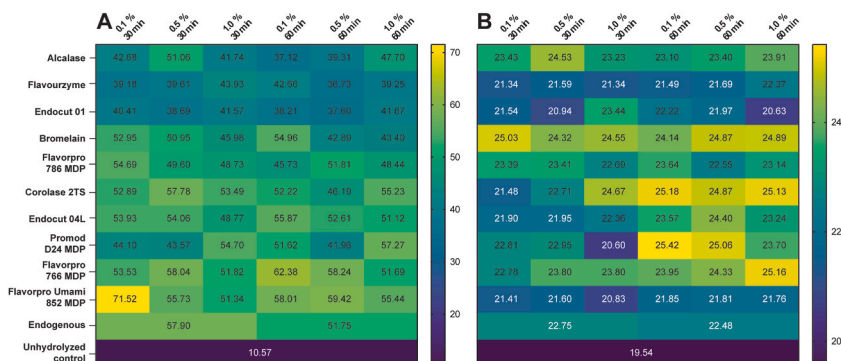 A
B
0.1 % 30 min
0.5 % 30 min
1.0 % 30 min
0.1 % 60 min
0.5 % 60 min
1.0 % 60 min
0.1 % 30 min
0.5 % 30 min
1.0 % 30 min
0.1 % 60 min
0.5 % 60 min
1.0 % 60 min
Alcalase 42.68 51.06 41.74 37.12 39.31 47.70 23.43 24.53 23.23 23.16 23.40 23.91
Flavourzyme 39.18 39.61 43.93 42.56 36.73 39.25 21.34 21.59 21.34 21.49 21.69 22.37
Endocut 01 40.41 38.69 41.57 38.21 37.60 41.67 21.54 20.94 23.44 22.22 21.97 20.63
Bromelain 52.95 50.95 45.98 54.96 42.89 43.40 25.03 24.32 24.55 24.14 24.87 24.89
Flavorpro
786 MDP 54.69 49.60 48.73 45.73 51.81 48.44 23.39 23.41 22.69 23.64 22.55 23.14
Corolase 2TS 52.89 57.78 53.49 52.22 46.19 55.23 21.48 22.71 24.67 25.18 24.87 25.13
Endocut 04L 53.93 54.06 48.77 55.87 52.61 51.12 21.90 21.95 22.36 23.57 24.40 23.24
Promod
D24 MDP 44.10 43.57 54.70 51.62 41.96 57.27 22.81 22.95 20.60 25.42 25.06 23.70
Flavorpro
766 MDP 53.53 58.04 51.82 62.38 58.24 51.69 22.78 23.80 23.80 23.95 24.33 25.16
Flavorpro Umami
852 MDP 71.52 55.73 51.34 58.01 59.42 55.44 21.41 21.60 20.83 21.85 21.81 21.76
Endogenous 57.90 51.75 22.75 22.48
Unhydrolyzed
control 10.57 19.54
70
60
50
40
30
20
24
22
20